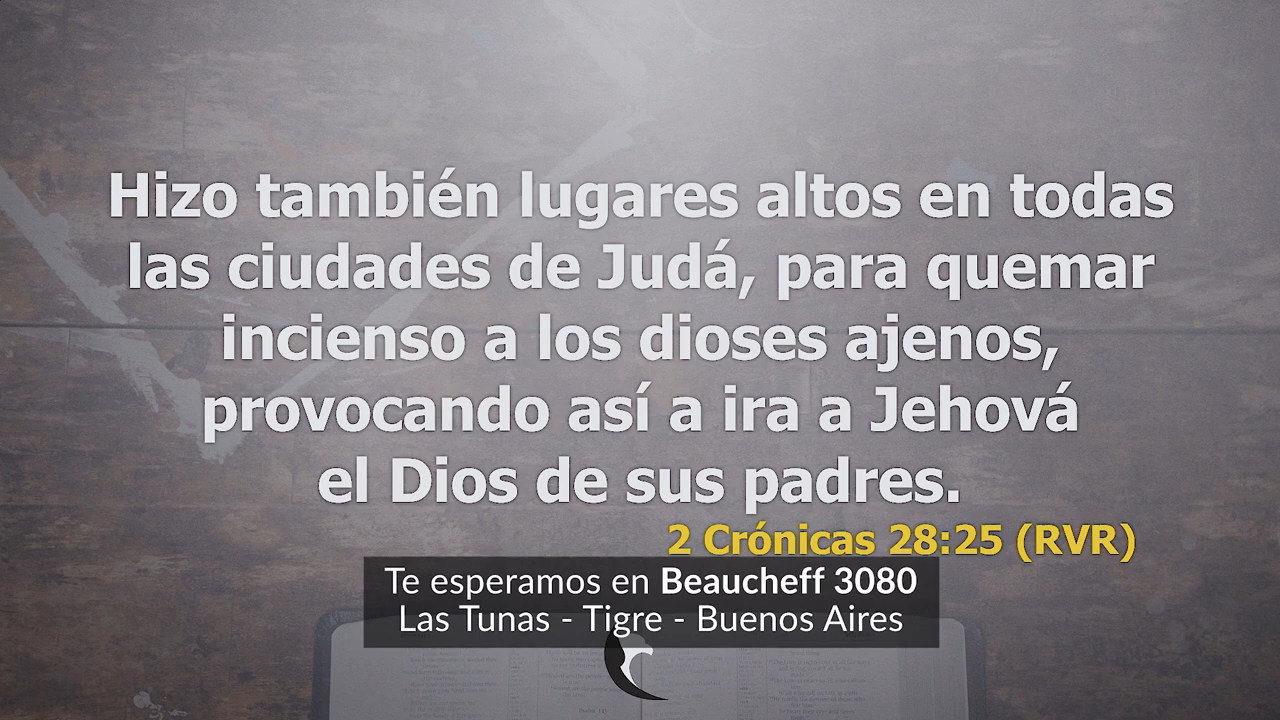 Hizo también lugares altos en todas
las ciudades de Judá, para quemar
incienso a los dioses ajenos,
provocando así a ira a Jehová
el Dios de sus padres.
2 Crónicas 28:25 (RVR)
Te esperamos en Beaucheff 3080
Las Tunas - Tigre - Buenos Aires